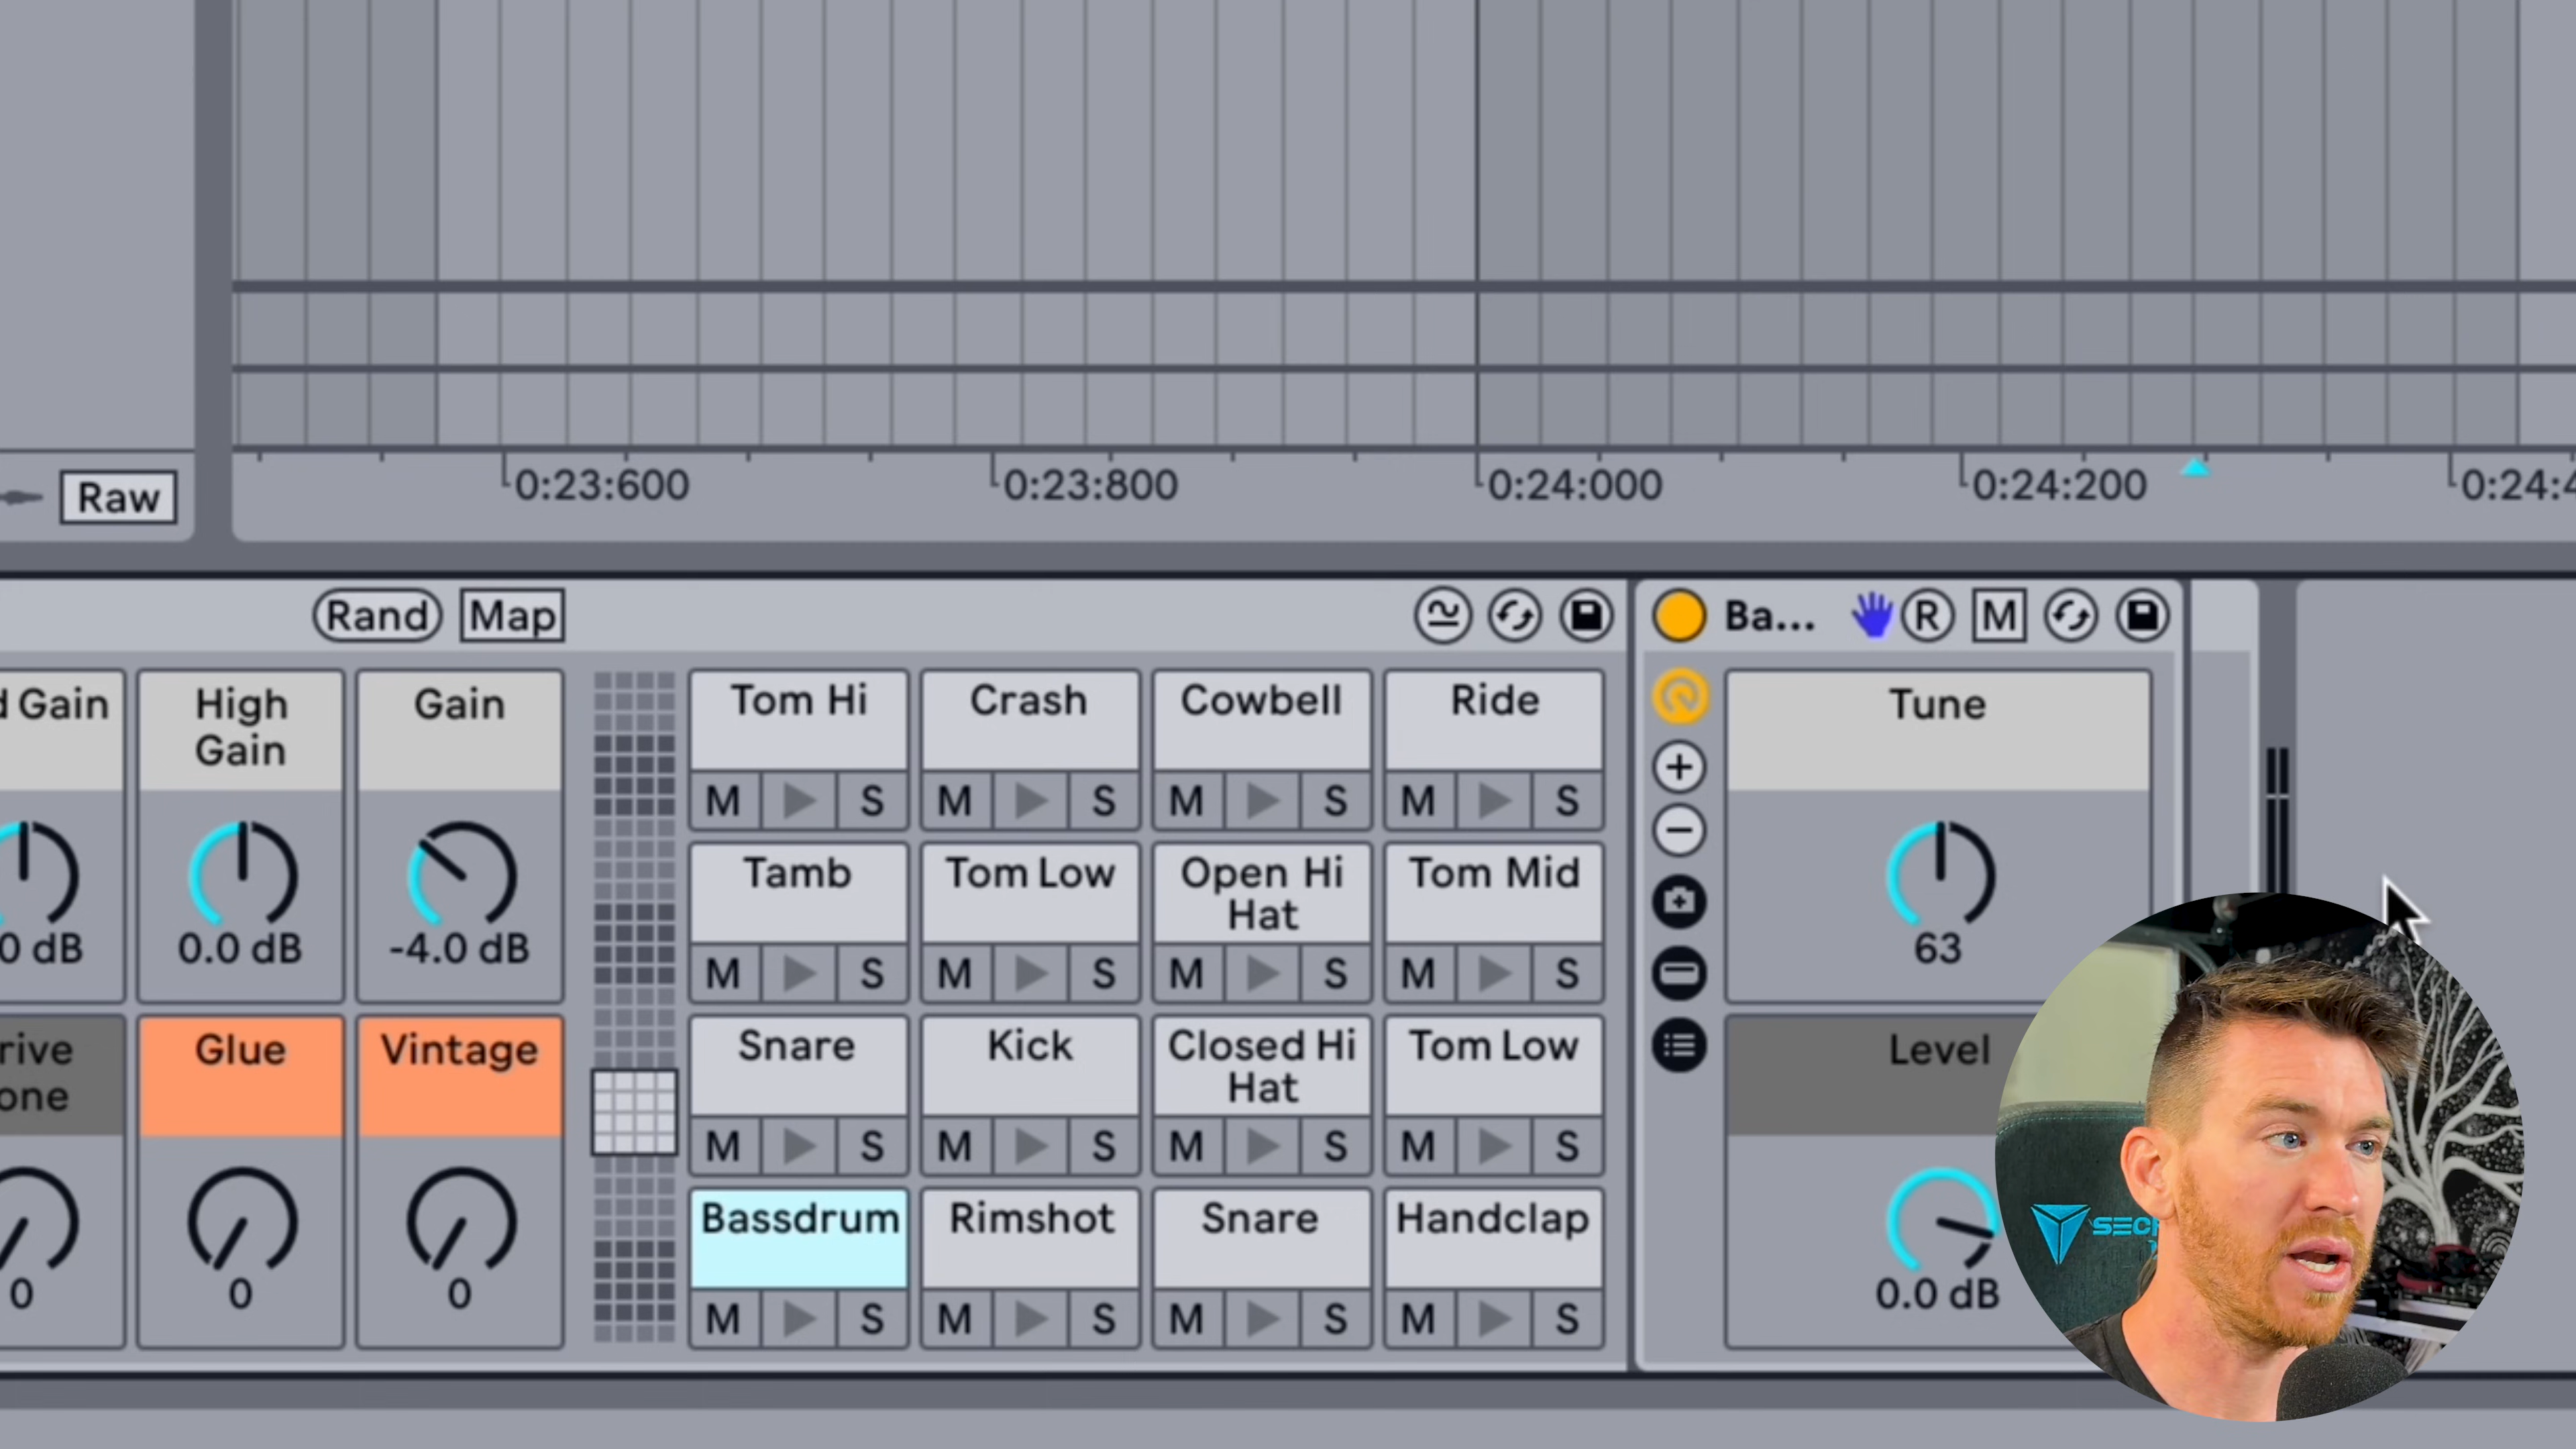 Raw
0:23:600 0:23:800 0:24:000 0:24:200
Rand Map
Ba... R M
Gain High Gain Gain
Tom Hi Crash Cowbell Ride
Tune
M S M S M S M S
0.0 dB -4.0 dB
Tamb Tom Low Open Hi Hat Tom Mid
63
M S M S M S M S
Glue Vintage
Snare Kick Closed Hi Hat Tom Low
Level
M S M S M S M S
0 0 0
Bassdrum Rimshot Snare Handclap
0.0 dB
M S M S M S M S